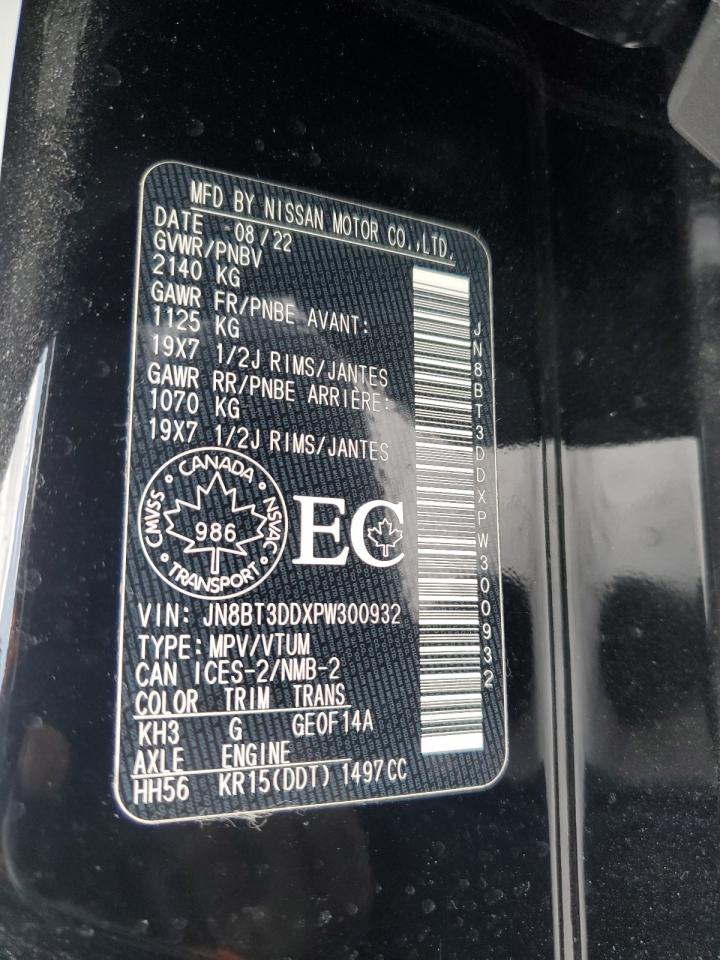 MFD BY NISSAN MOTOR CO.,LTD.
DATE 08/22
GVWR/PNBV
2140 KG
GAWR FR/PNBE AVANT:
1125 KG
19X7 1/2J RIMS/JANTES
GAWR RR/PNBE ARRIÈRE:
1070 KG
19X7 1/2J RIMS/JANTES
CANADA
CMVSS
NSVAC
986
TRANSPORT
EC
VIN: JN8BT3DDXPW300932
TYPE: MPV/VTUM
CAN ICES-2/NMB-2
COLOR TRIM TRANS
KH3 G GE0F14A
AXLE ENGINE
HH56 KR15(DDT) 1497CC
JN8BT3DDXPW300932